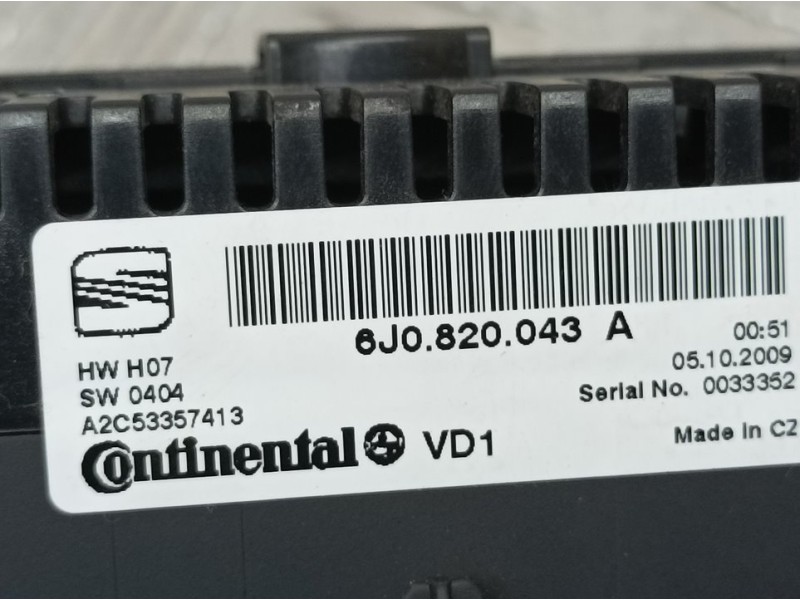 6J0.820.043 A
00:51
HW H07
05.10.2009
SW 0404
Serial No. 0033352
A2C53357413
Continental VD1
Made in CZ